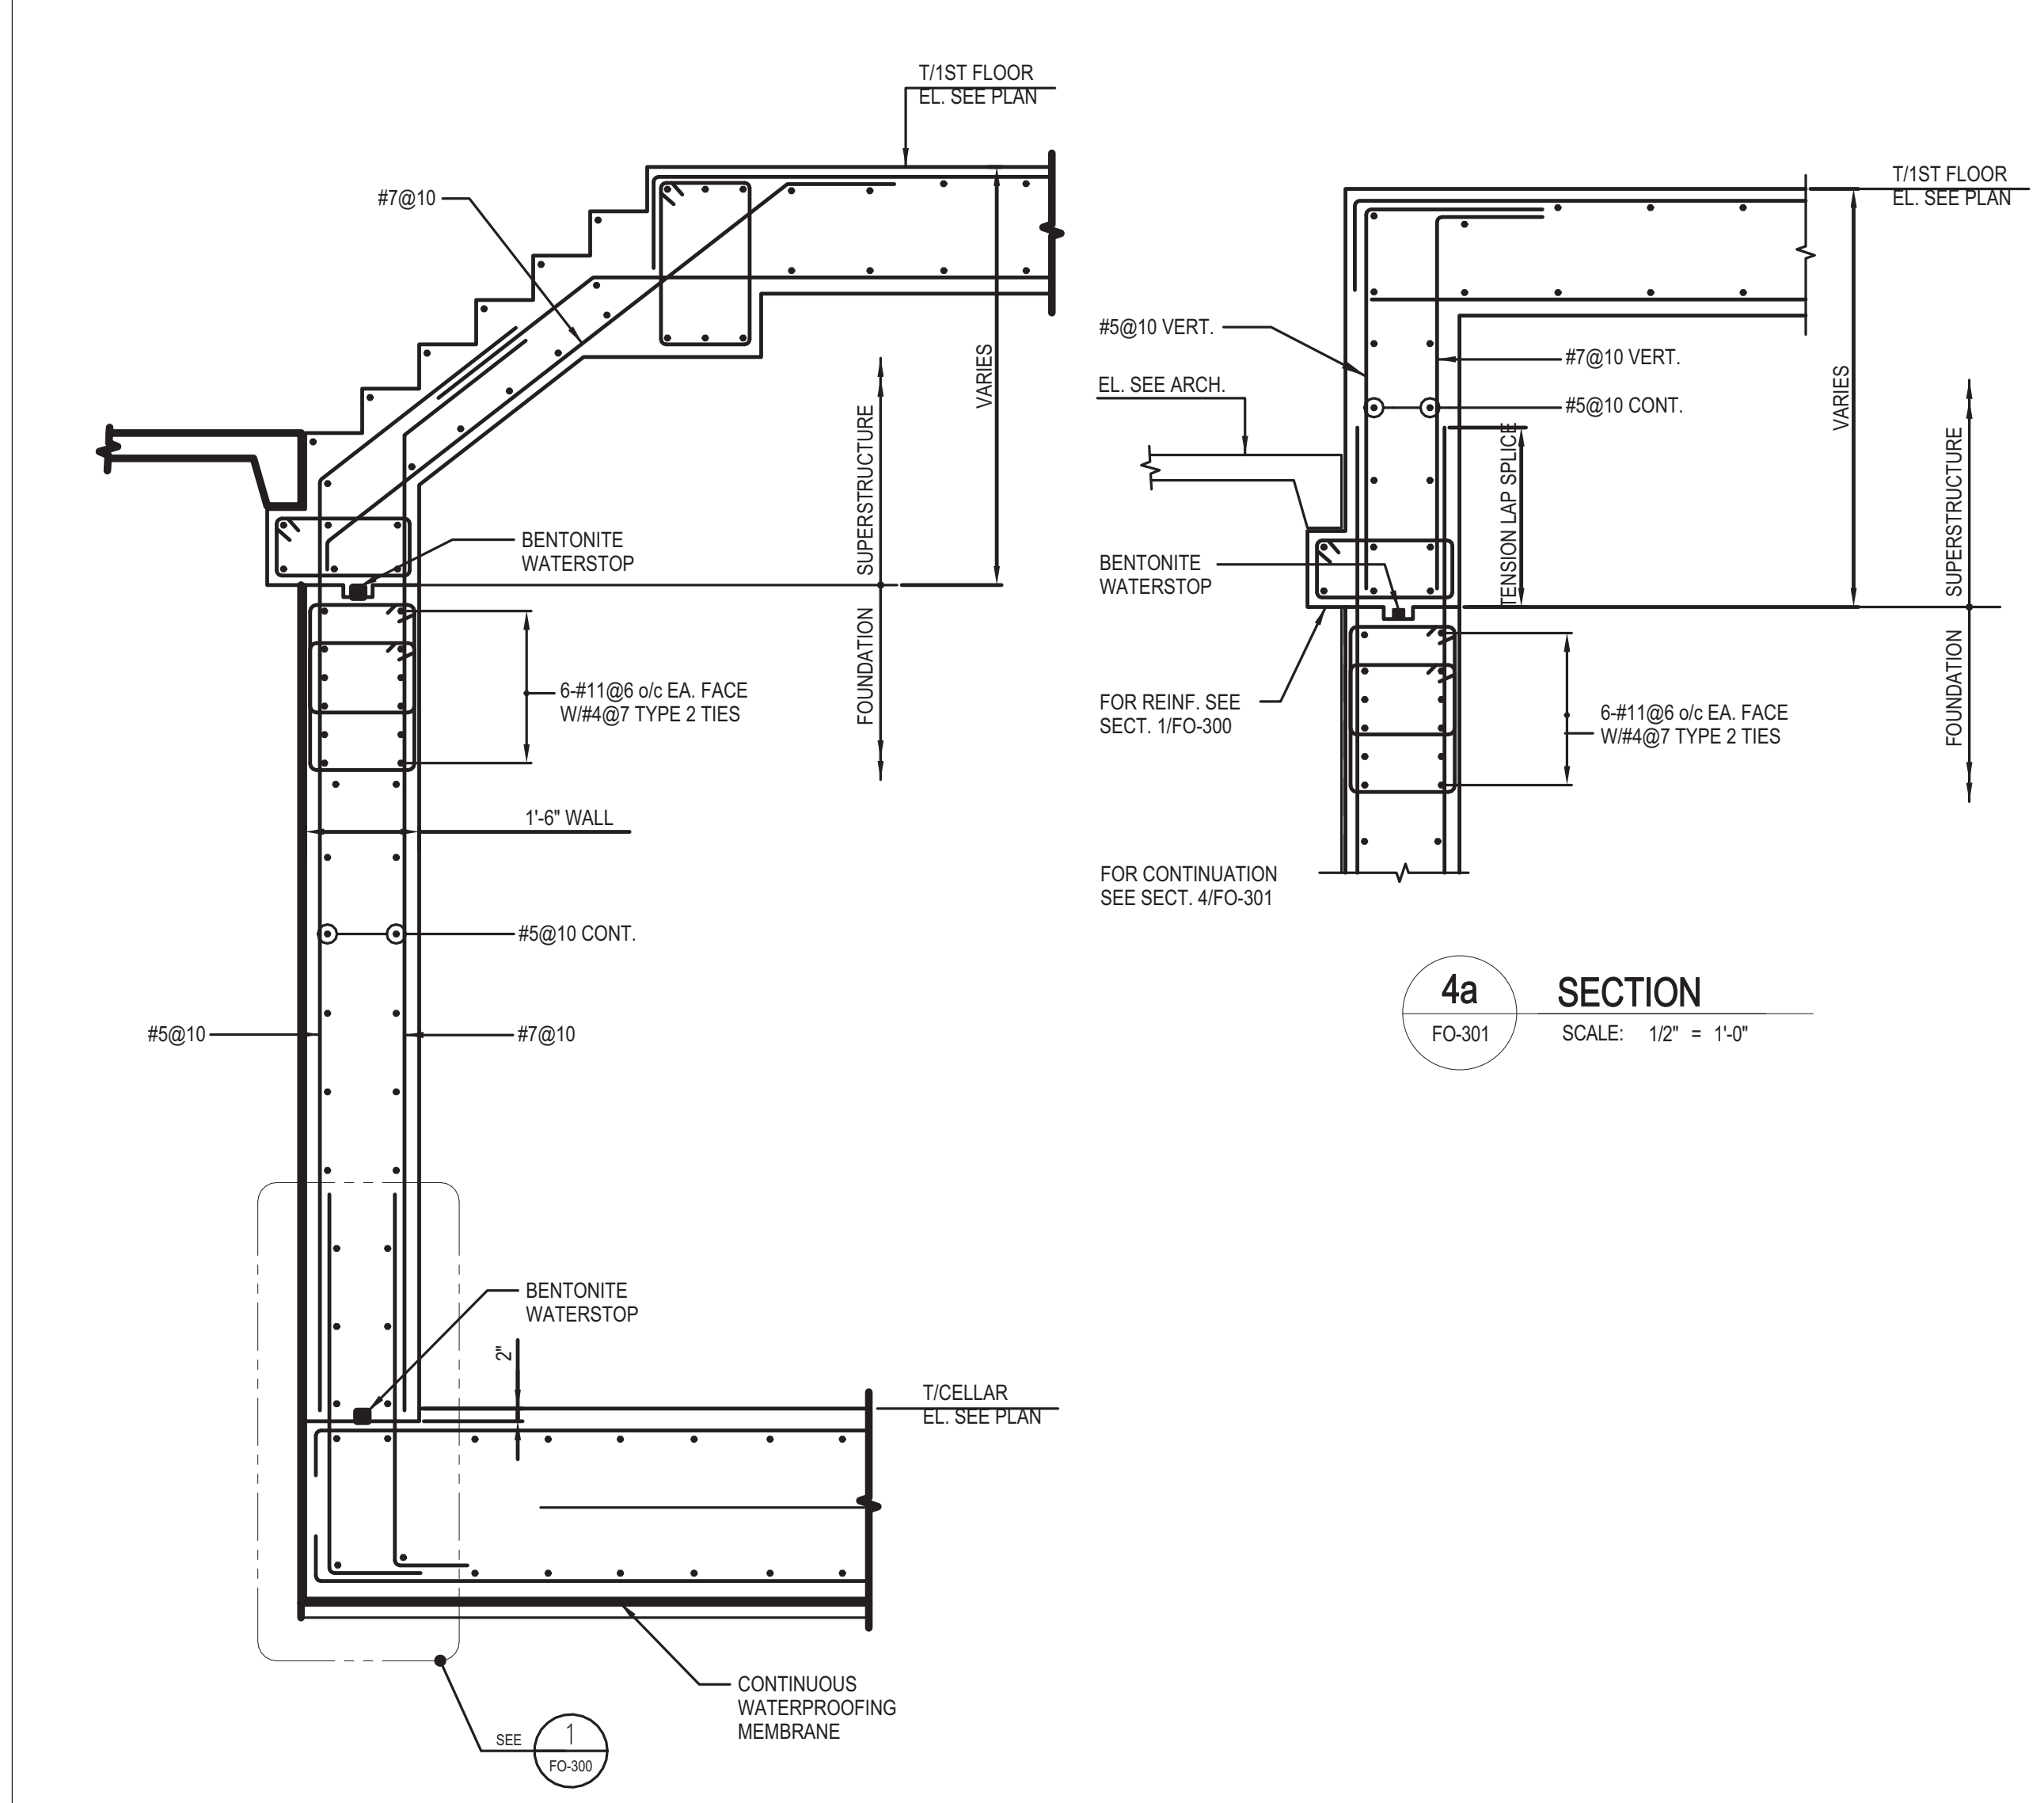 T/1ST FLOOR
EL. SEE PLAN
#7@10
VARIES
SUPERSTRUCTURE
FOUNDATION
BENTONITE
WATERSTOP
6-#11@6 o/c EA. FACE
W/#4@7 TYPE 2 TIES
1'-6" WALL
#5@10 CONT.
#5@10
#7@10
BENTONITE
WATERSTOP
2"
T/CELLAR
EL. SEE PLAN
CONTINUOUS
WATERPROOFING
MEMBRANE
SEE
1
FO-300
T/1ST FLOOR
EL. SEE PLAN
#5@10 VERT.
#7@10 VERT.
EL. SEE ARCH.
#5@10 CONT.
VARIES
TENSION LAP SPLICE
SUPERSTRUCTURE
FOUNDATION
BENTONITE
WATERSTOP
FOR REINF. SEE
SECT. 1/FO-300
6-#11@6 o/c EA. FACE
W/#4@7 TYPE 2 TIES
FOR CONTINUATION
SEE SECT. 4/FO-301
4a
FO-301
SECTION
SCALE: 1/2" = 1'-0"